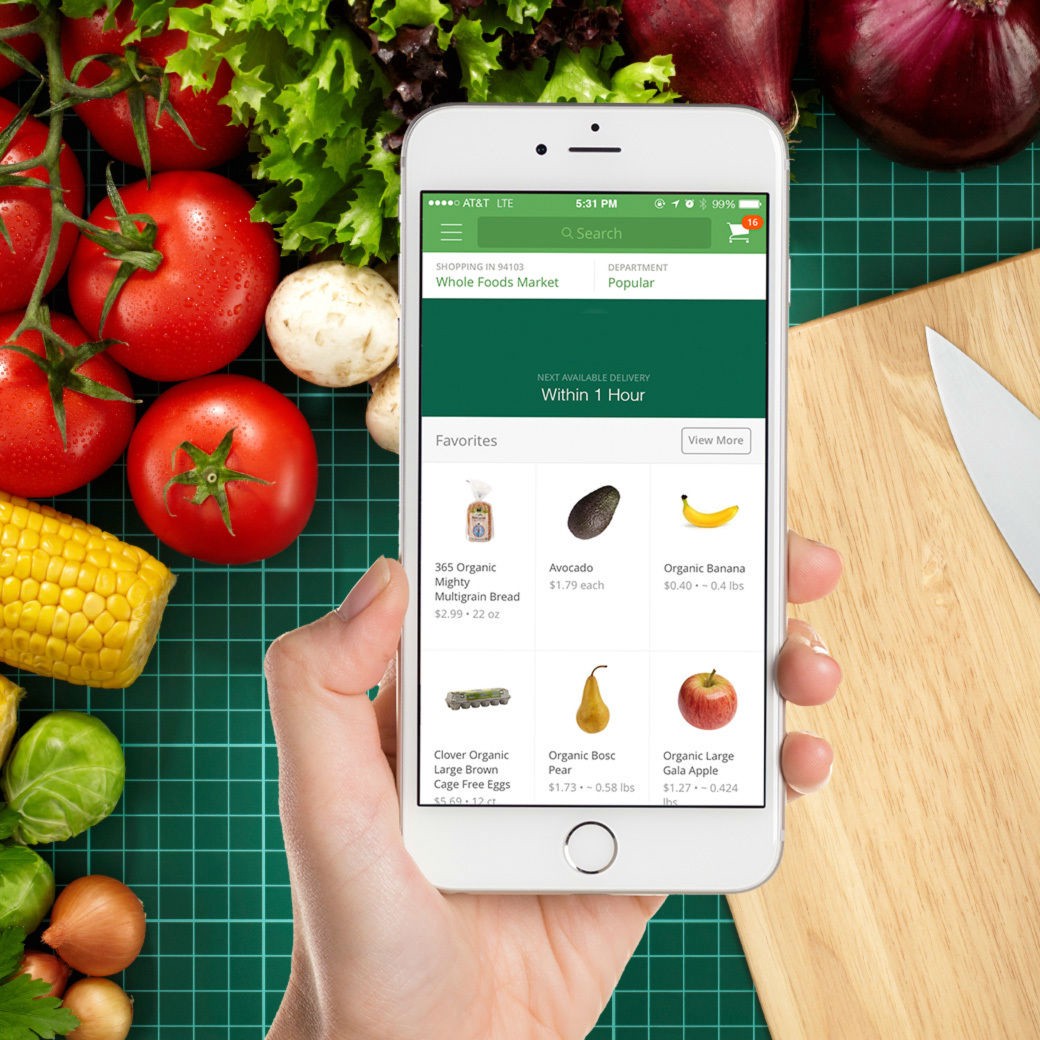 AT&T LTE 5:31 PM 99%
Search 16
SHOPPING IN 94103 DEPARTMENT
Whole Foods Market Popular
NEXT AVAILABLE DELIVERY
Within 1 Hour
Favorites View More
365 Organic
Mighty
Multigrain Bread
$2.99 • 22 oz
Avocado
$1.79 each
Organic Banana
$0.40 • ~ 0.4 lbs
Clover Organic
Large Brown
Cage Free Eggs
$5.69 • 12 ct
Organic Bosc
Pear
$1.73 • ~ 0.58 lbs
Organic Large
Gala Apple
$1.27 • ~ 0.424
lbs